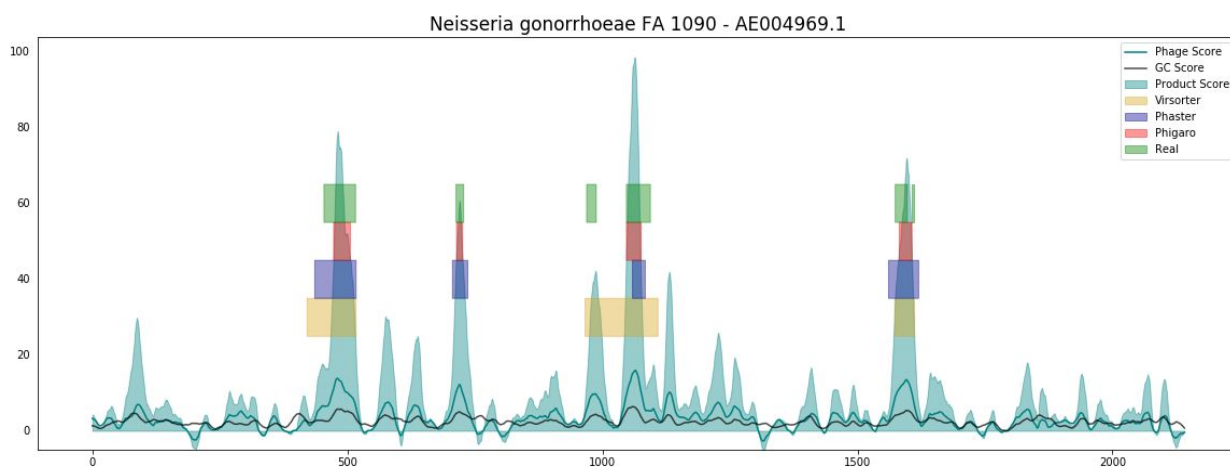 Neisseria gonorrhoeae FA 1090 - AE004969.1
100
80
60
40
20
0
Phage Score
GC Score
Product Score
Virsorter
Phaster
Phigaro
Real
0
500
1000
1500
2000